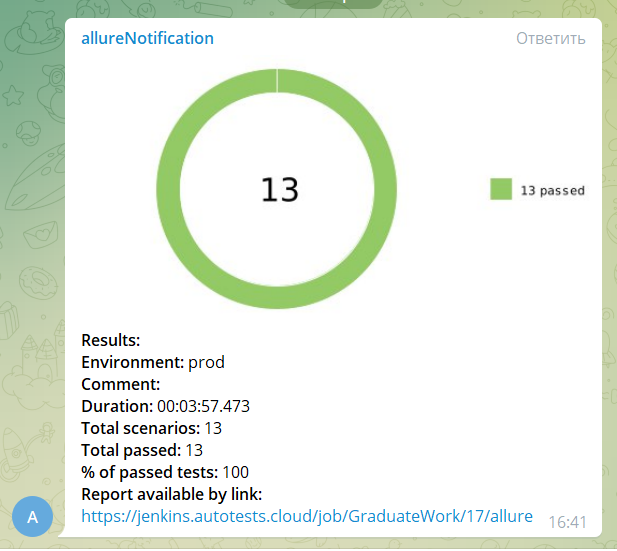 allureNotification Ответить
13
13 passed
Results:
Environment: prod
Comment:
Duration: 00:03:57.473
Total scenarios: 13
Total passed: 13
% of passed tests: 100
Report available by link:
A https://jenkins.autotests.cloud/job/GraduateWork/17/allure 16:41